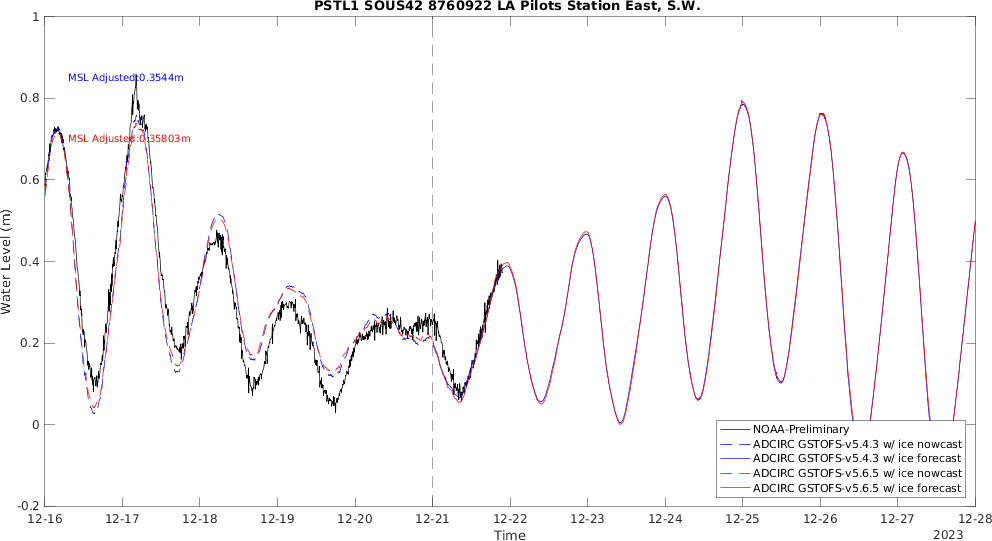 PSTL1 SOUS42 8760922 LA Pilots Station East, S.W.
Water Level (m)
1
0.8
0.6
0.4
0.2
0
-0.2
MSL Adjusted:0.3544m
MSL Adjusted:0.35803m
NOAA-Preliminary
ADCIRC GSTOFS-v5.4.3 w/ ice nowcast
ADCIRC GSTOFS-v5.4.3 w/ ice forecast
ADCIRC GSTOFS-v5.6.5 w/ ice nowcast
ADCIRC GSTOFS-v5.6.5 w/ ice forecast
12-16 12-17 12-18 12-19 12-20 12-21 12-22 12-23 12-24 12-25 12-26 12-27 12-28
Time
2023